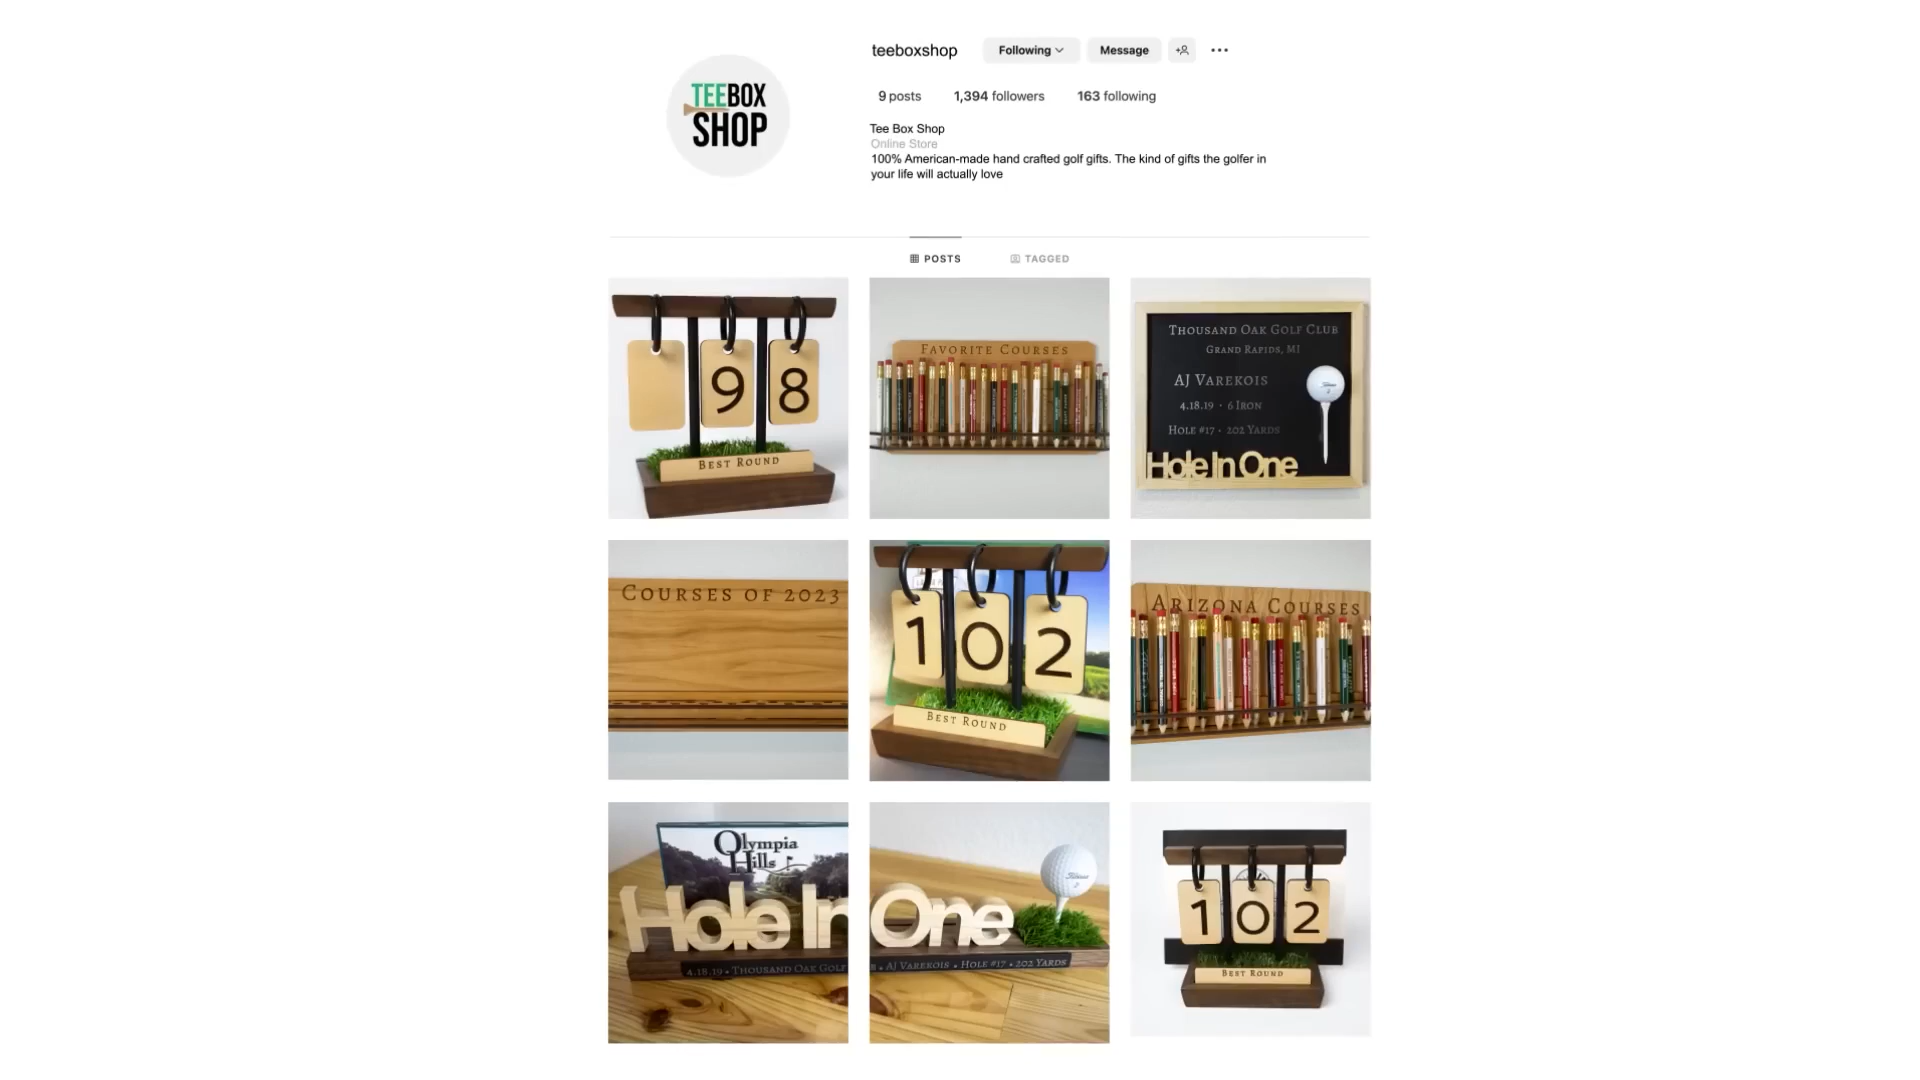 teeboxshop
Following
Message
TEEBOX
SHOP
9 posts
1,394 followers
163 following
Tee Box Shop
Online Store
100% American-made hand crafted golf gifts. The kind of gifts the golfer in
your life will actually love
POSTS
TAGGED
9 8
BEST ROUND
FAVORITE COURSES
THOUSAND OAK GOLF CLUB
GRAND RAPIDS, MI
AJ VAREKOIS
4.18.19 · 6 IRON
HOLE #17 · 202 YARDS
Hole In One
COURSES OF 2023
1 0 2
BEST ROUND
ARIZONA COURSES
Olympia
Hills
Hole In
4.18.19 • THOUSAND OAK GOLF
One
• AJ VAREKOIS • HOLE #17 • 202 YARDS
1 0 2
BEST ROUND